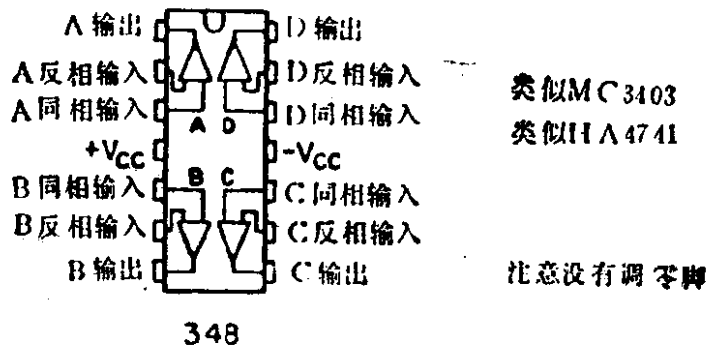 A 输出
D 输出
A 反相输入
D 反相输入
类似MC3403
A 同相输入
D 同相输入
A D
类似HA4741
+VCC
-VCC
B C
B 同相输入
C 同相输入
B 反相输入
C 反相输入
B 输出
C 输出
注意没有调零脚
348